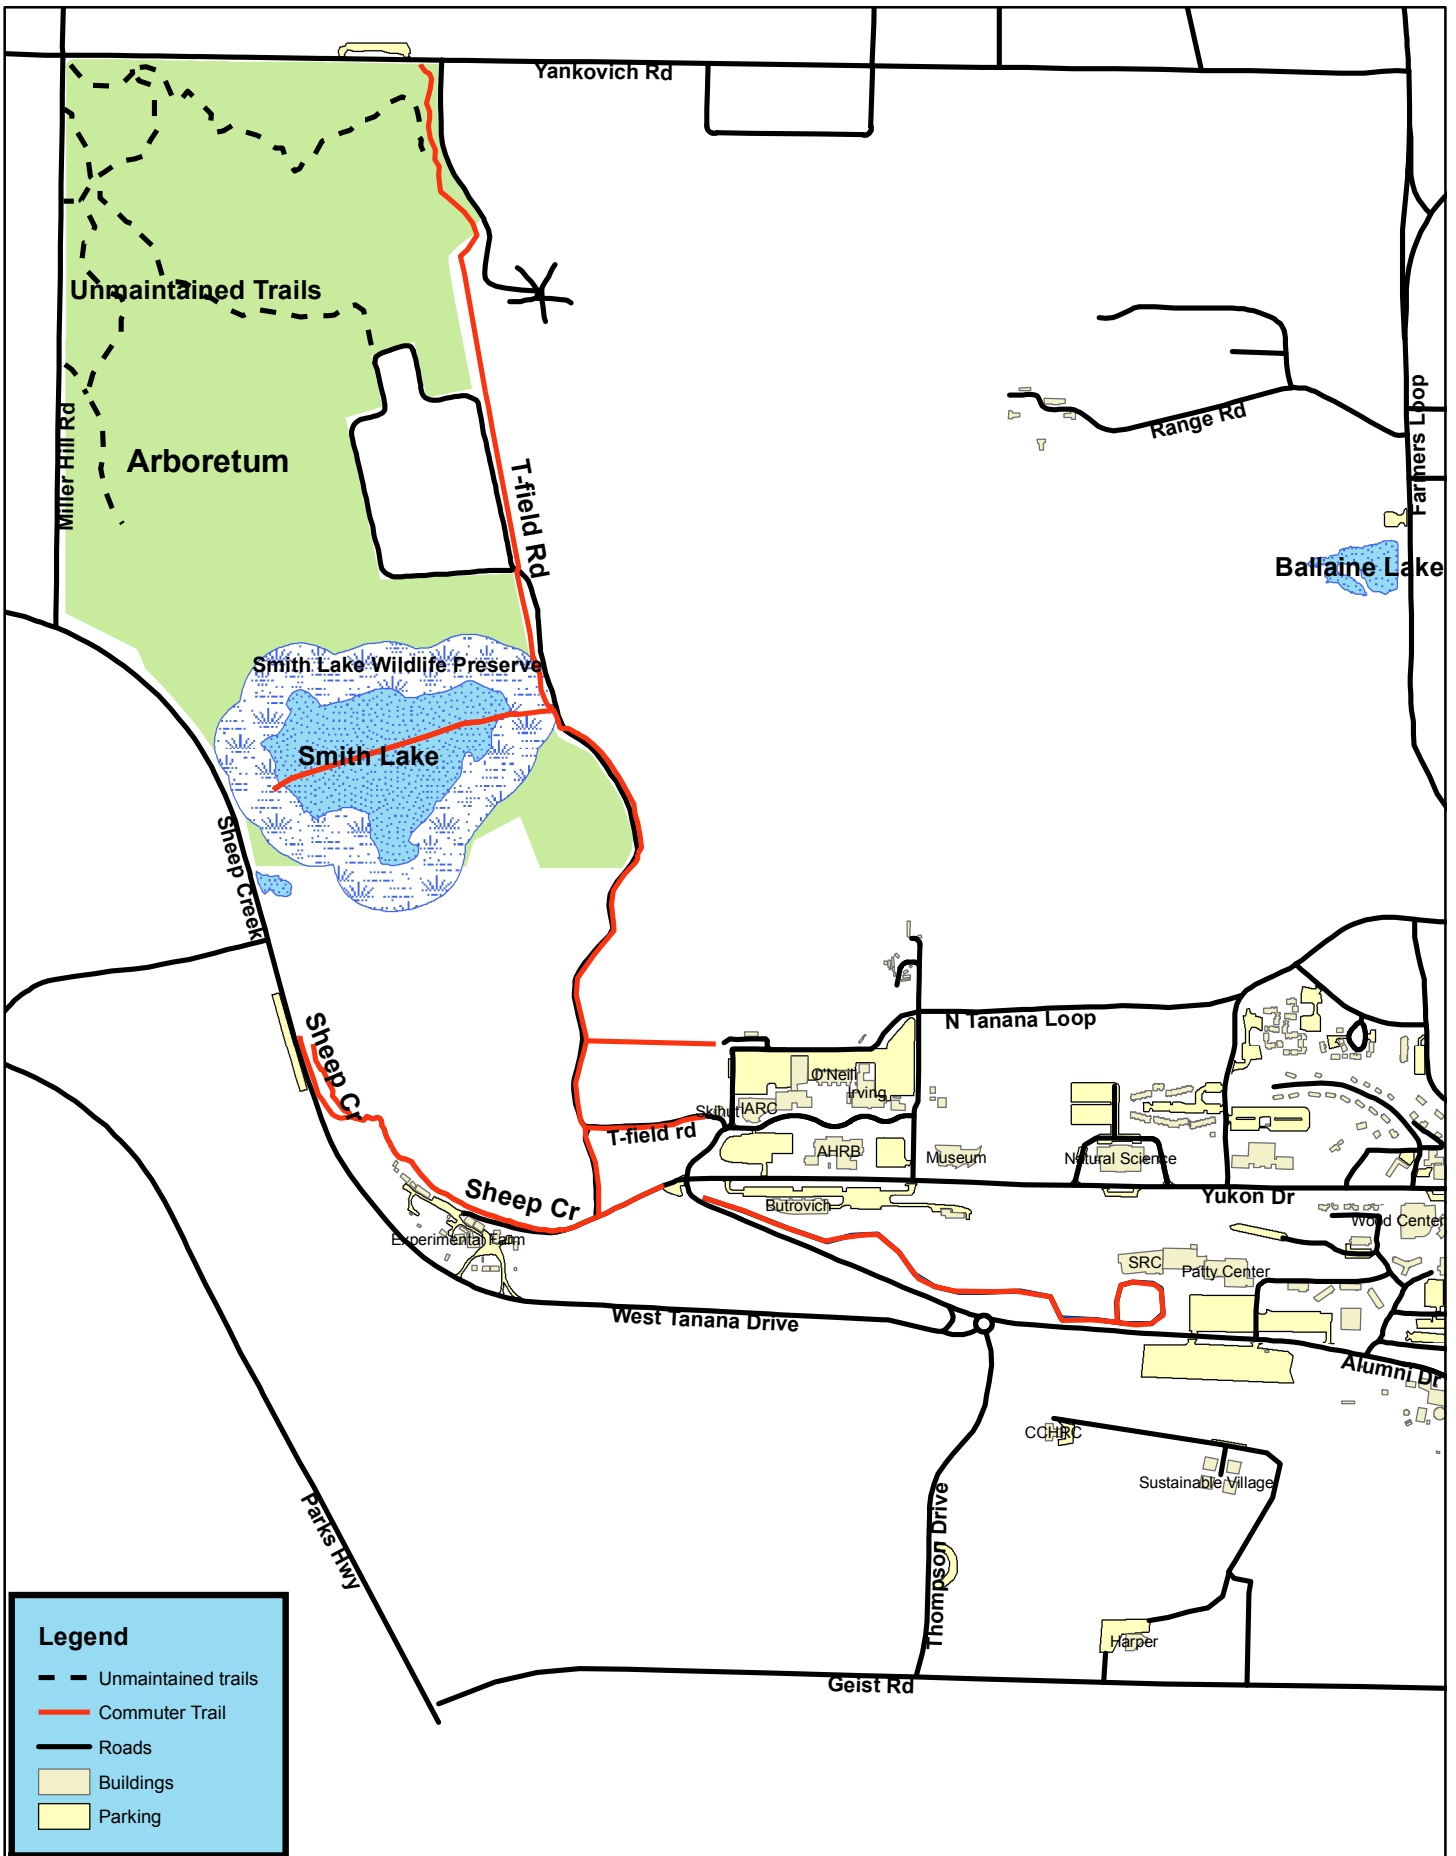 Yankovich Rd
Unmaintained Trails
Miller Hill Rd
Arboretum
T-field Rd
Range Rd
Farmers Loop
Ballaine Lake
Smith Lake Wildlife Preserve
Smith Lake
Sheep Creek
Sheep Cr
N Tanana Loop
O'Neill
Irving
Skihut
IARC
T-field rd
AHRB
Museum
Natural Science
Sheep Cr
Butrovich
Yukon Dr
Wood Center
Experimental Farm
SRC
Patty Center
West Tanana Drive
Alumni Dr
CCHRC
Sustainable Village
Parks Hwy
Thompson Drive
Harper
Geist Rd
Legend
Unmaintained trails
Commuter Trail
Roads
Buildings
Parking